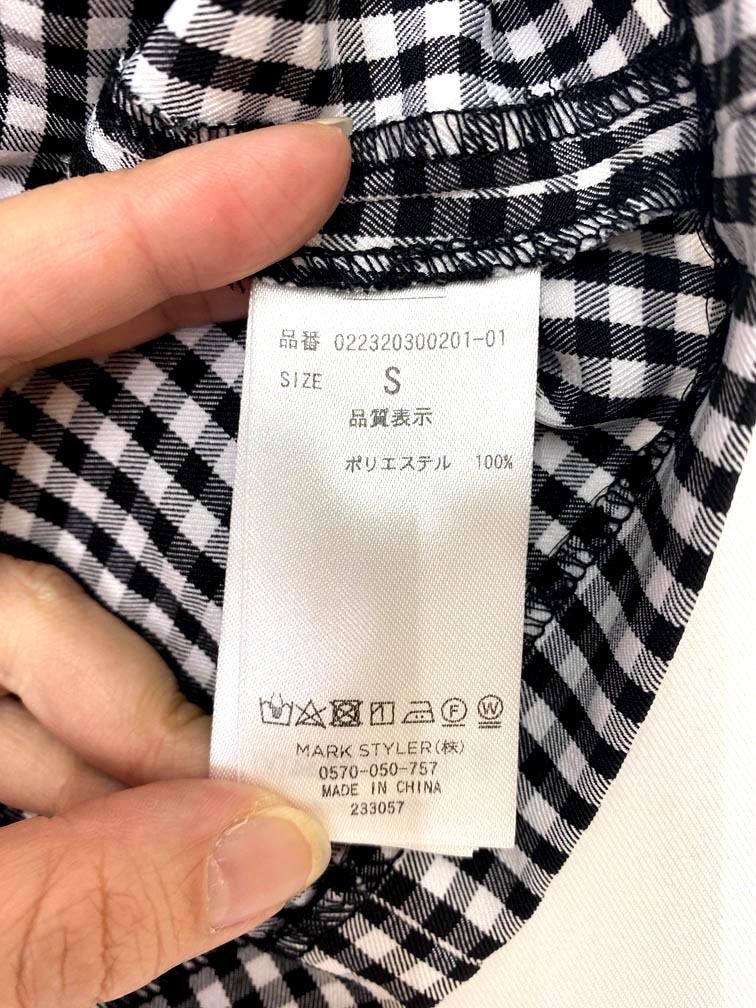 品番 022320300201-01
SIZE S
品質表示
ポリエステル 100%
F W
MARK STYLER(株)
0570-050-757
MADE IN CHINA
233057